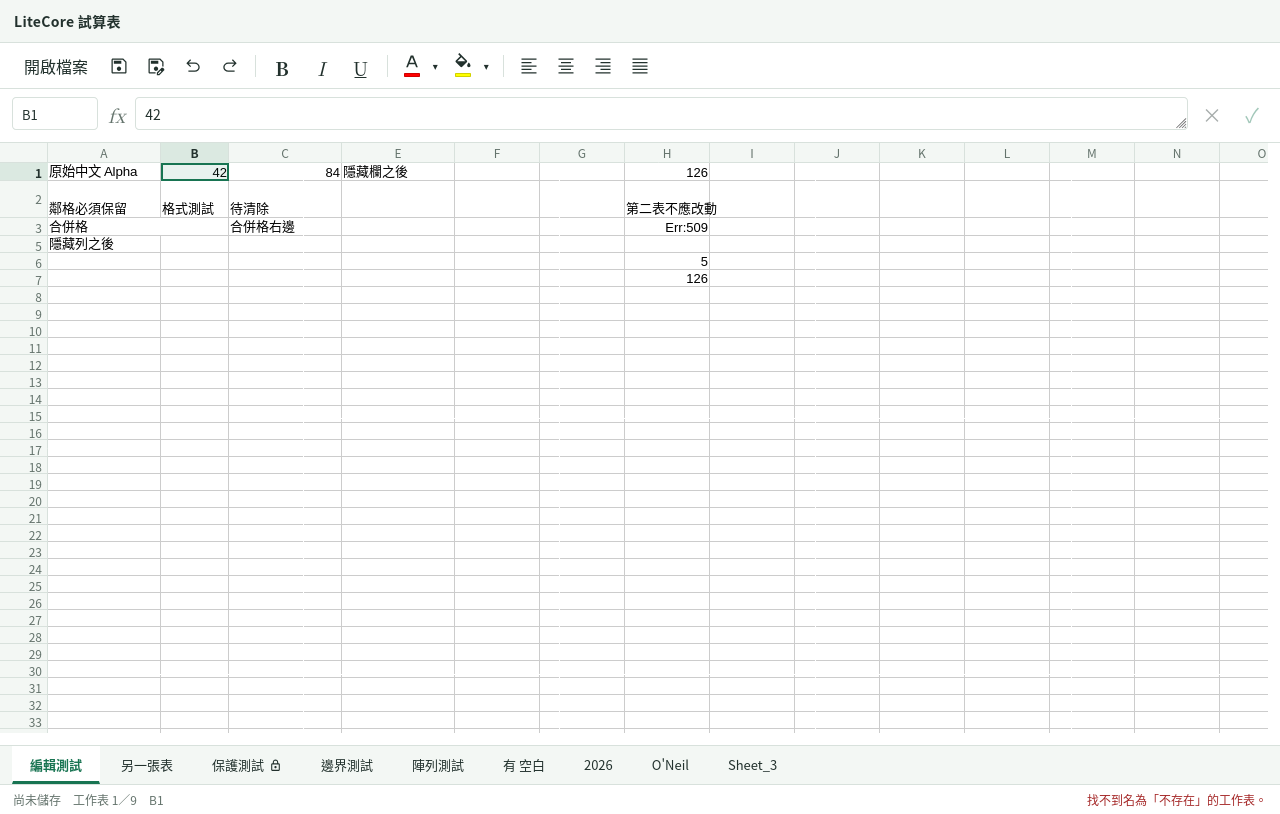 LiteCore 試算表
開啟檔案 B I U A ▾ ▾
B1 fx 42
A B C E F G H I J K L M N O
1 原始中文 Alpha 42 84 隱藏欄之後 126
2 鄰格必須保留 格式測試 待清除 第二表不應改動
3 合併格 合併格右邊 Err:509
5 隱藏列之後
6 5
7 126
8
9
10
11
12
13
14
15
16
17
18
19
20
21
22
23
24
25
26
27
28
29
30
31
32
33
編輯測試 另一張表 保護測試 邊界測試 陣列測試 有 空白 2026 O'Neil Sheet_3
尚未儲存 工作表 1／9 B1 找不到名為「不存在」的工作表。